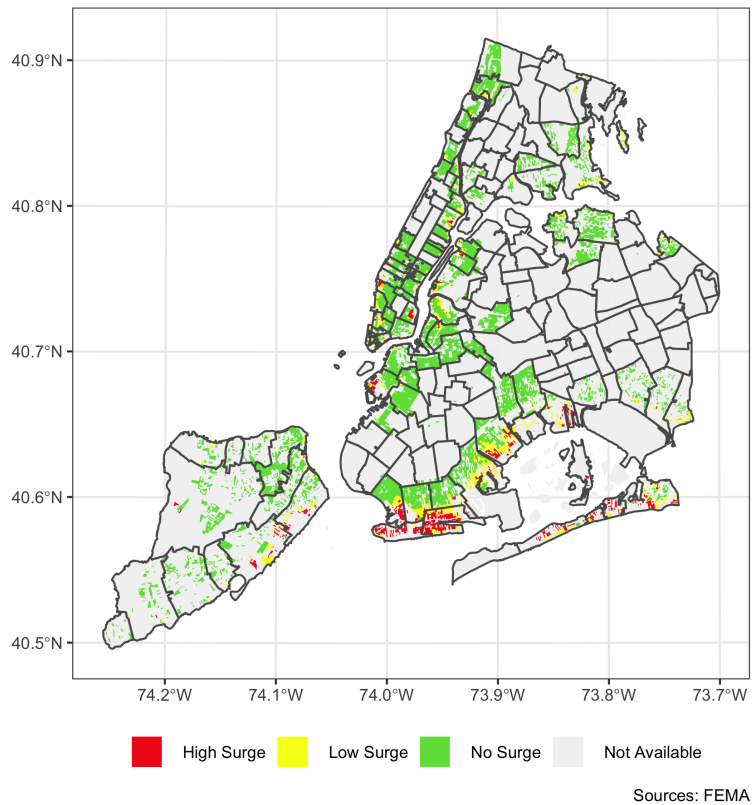 40.9°N
40.8°N
40.7°N
40.6°N
40.5°N
74.2°W 74.1°W 74.0°W 73.9°W 73.8°W 73.7°W
High Surge Low Surge No Surge Not Available
Sources: FEMA